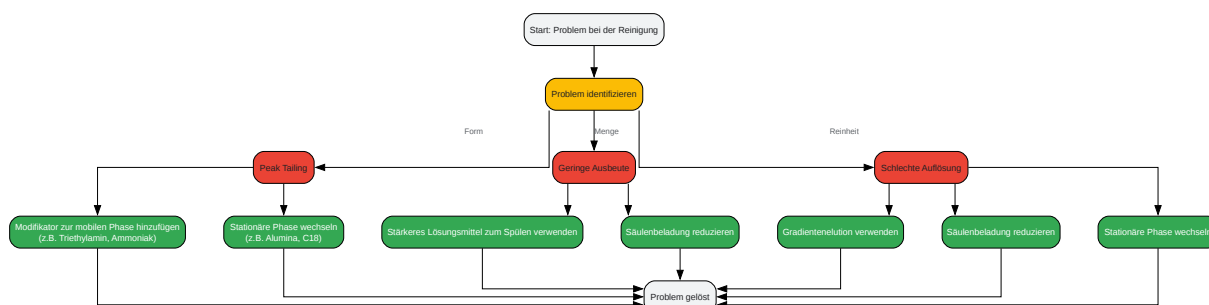 Start: Problem bei der Reinigung
Problem identifizieren
Form
Menge
Reinheit
Peak Tailing
Geringe Ausbeute
Schlechte Auflösung
Modifikator zur mobilen Phase hinzufügen
(z.B. Triethylamin, Ammoniak)
Stationäre Phase wechseln
(z.B. Alumina, C18)
Stärkeres Lösungsmittel zum Spülen verwenden
Säulenbeladung reduzieren
Gradientenelution verwenden
Säulenbeladung reduzieren
Stationäre Phase wechseln
Problem gelöst